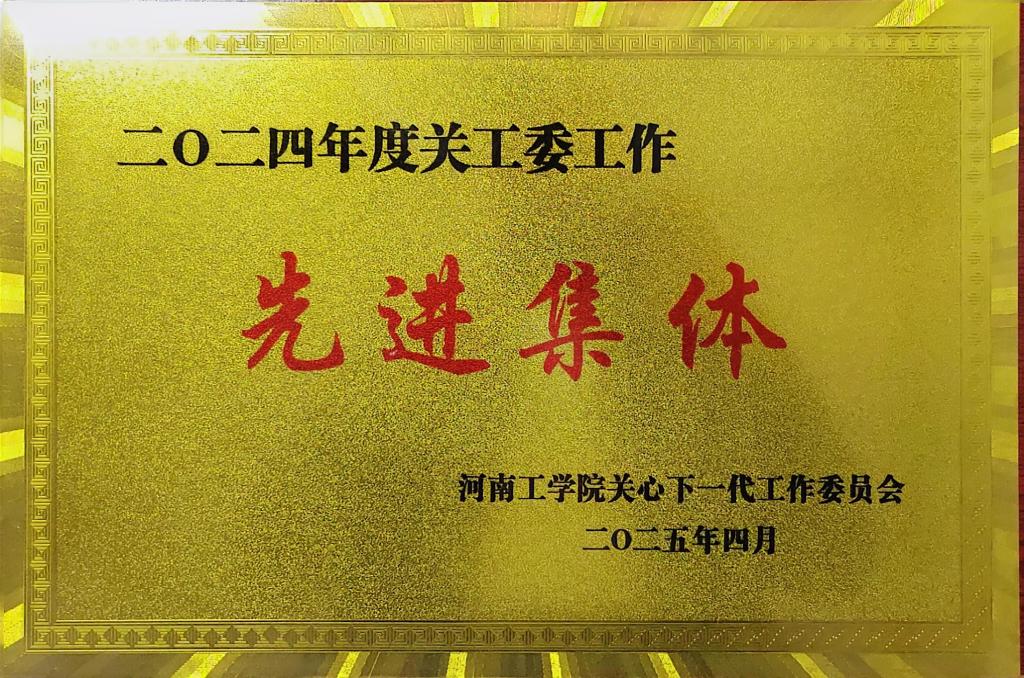 二〇二四年度关工委工作
先进集体
河南工学院关心下一代工作委员会
二〇二五年四月